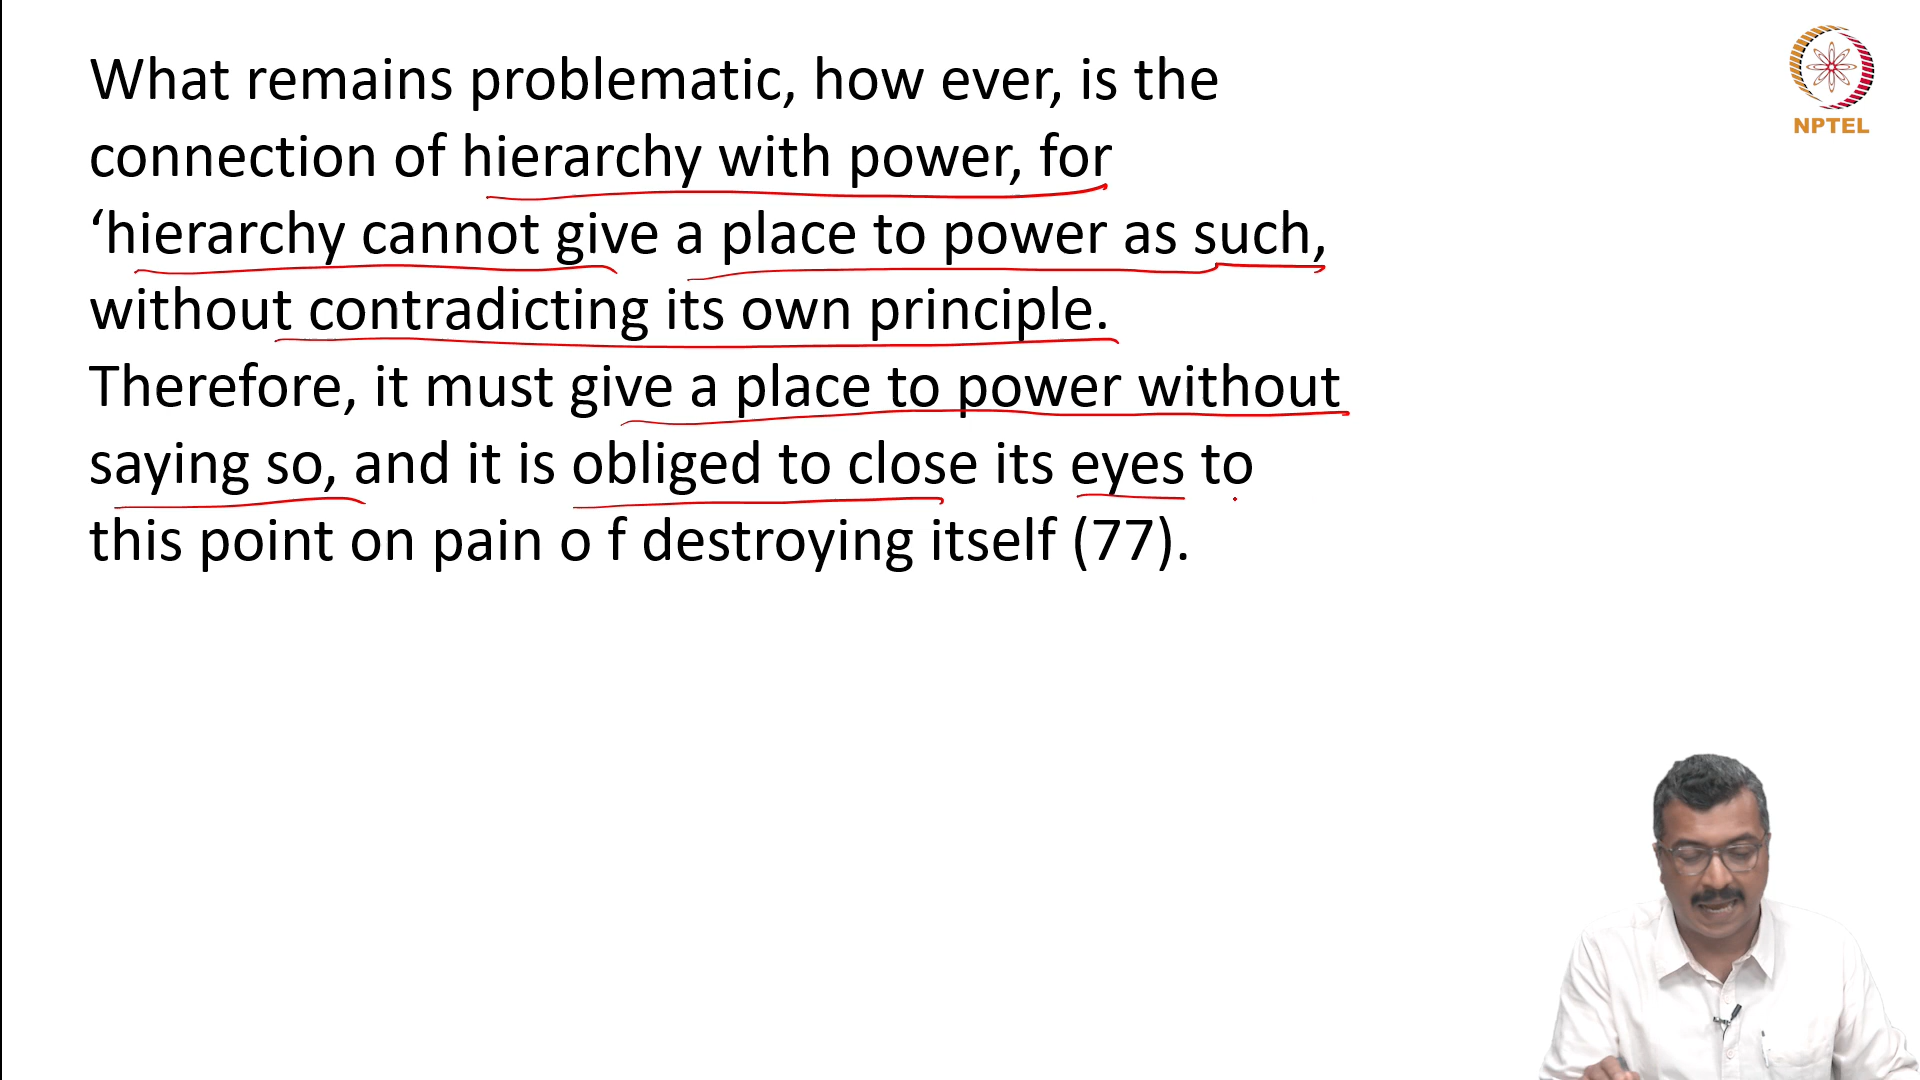 What remains problematic, how ever, is the
connection of hierarchy with power, for
‘hierarchy cannot give a place to power as such,
without contradicting its own principle.
Therefore, it must give a place to power without
saying so, and it is obliged to close its eyes to
this point on pain o f destroying itself (77).
NPTEL